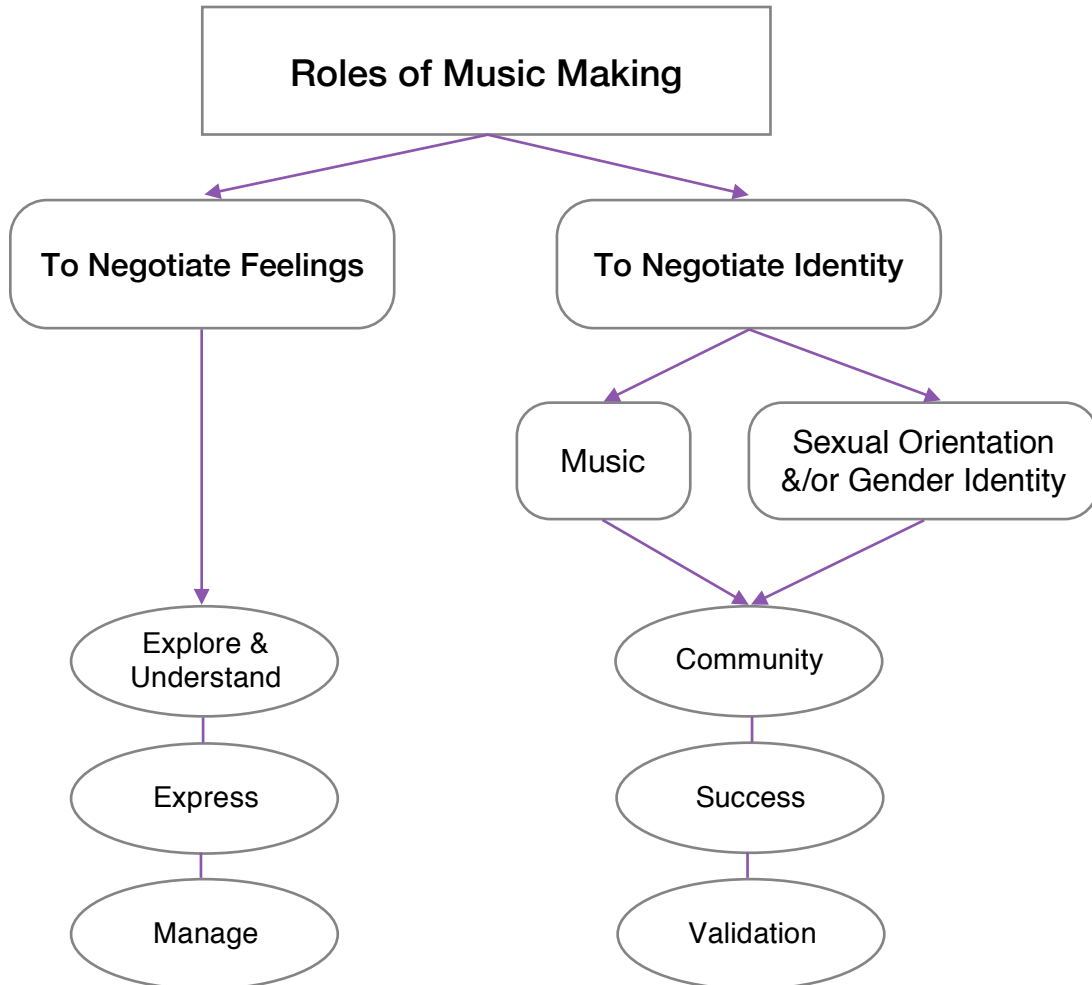 Roles of Music Making
To Negotiate Feelings
To Negotiate Identity
Music
Sexual Orientation
&/or Gender Identity
Explore &
Understand
Community
Express
Success
Manage
Validation